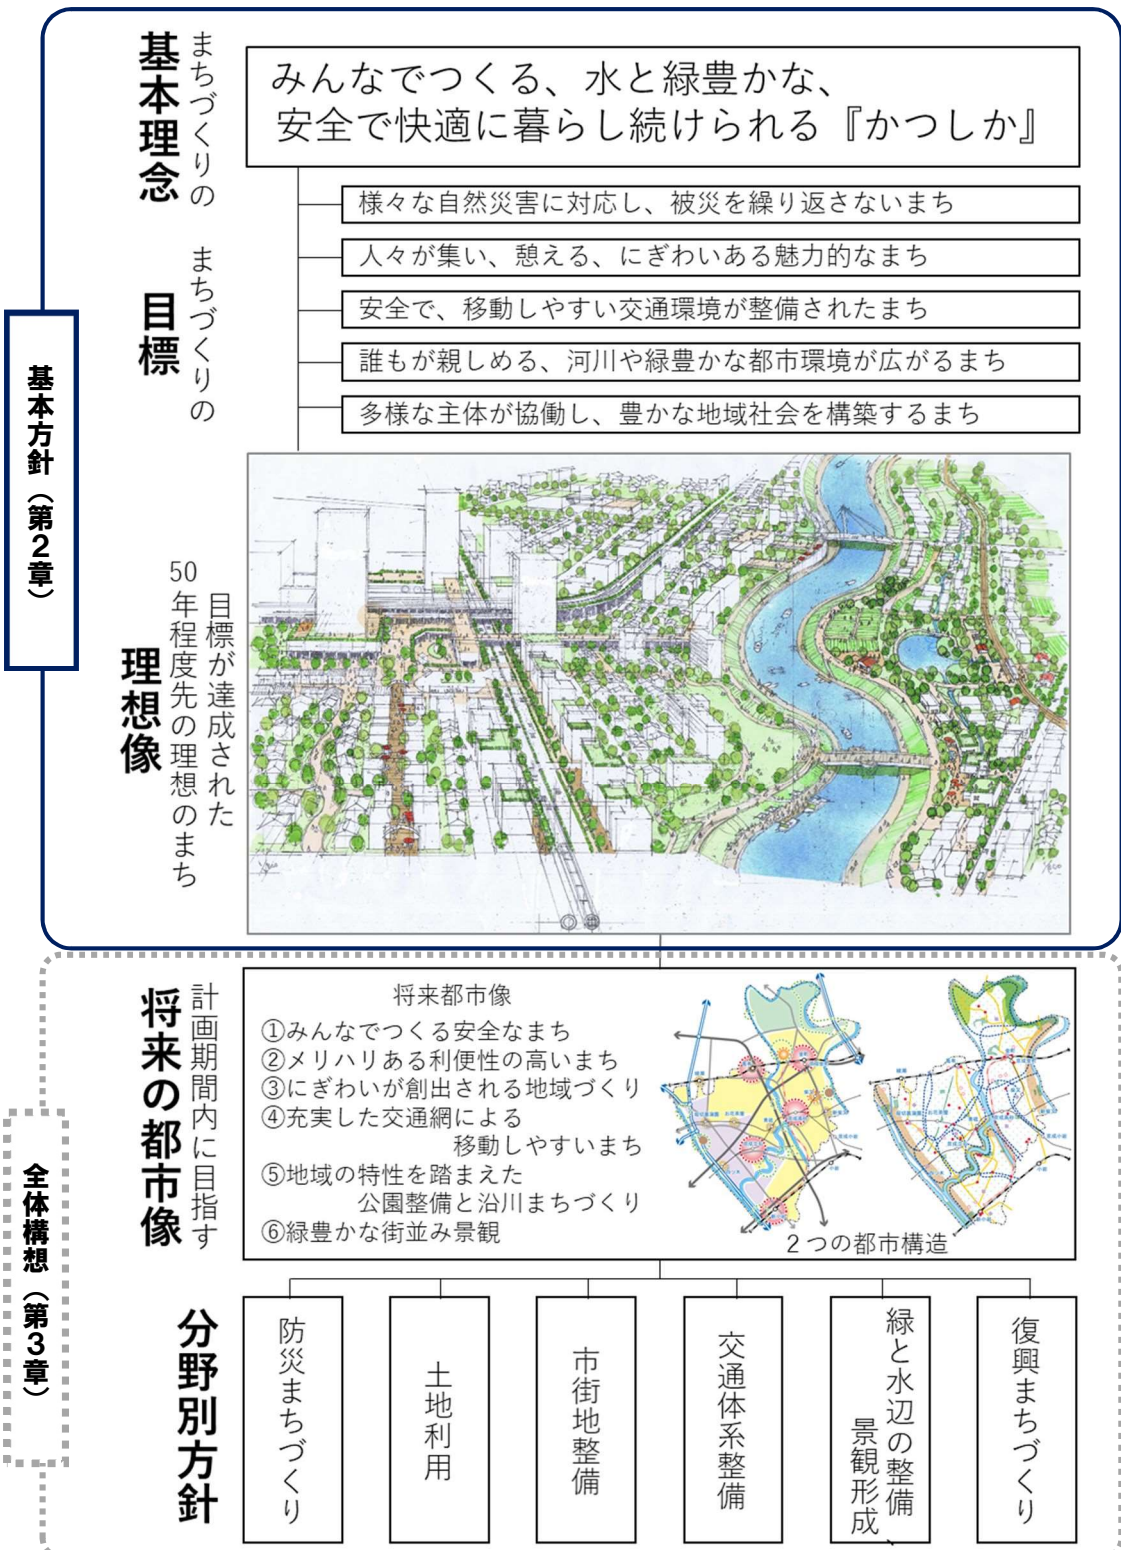 基本方針（第２章）
まちづくりの
基本理念
みんなでつくる、水と緑豊かな、
安全で快適に暮らし続けられる『かつしか』
まちづくりの
目標
様々な自然災害に対応し、被災を繰り返さないまち
人々が集い、憩える、にぎわいある魅力的なまち
安全で、移動しやすい交通環境が整備されたまち
誰もが親しめる、河川や緑豊かな都市環境が広がるまち
多様な主体が協働し、豊かな地域社会を構築するまち
目標が達成された
50年程度先の理想のまち
理想像
全体構想（第３章）
計画期間内に目指す
将来の都市像
将来都市像
①みんなでつくる安全なまち
②メリハリある利便性の高いまち
③にぎわいが創出される地域づくり
④充実した交通網による
移動しやすいまち
⑤地域の特性を踏まえた
公園整備と沿川まちづくり
⑥緑豊かな街並み景観
２つの都市構造
分野別方針
防災まちづくり
土地利用
市街地整備
交通体系整備
緑と水辺の整備、
景観形成
復興まちづくり